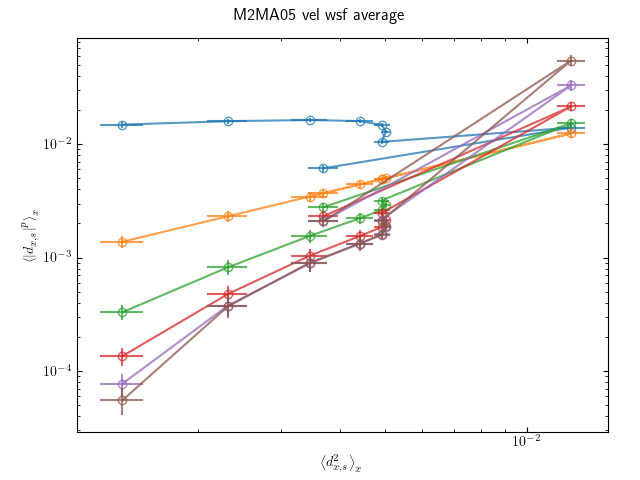 M2MA05 vel wsf average
⟨|d_{x,s}|^p⟩_x
10^{-2}
10^{-3}
10^{-4}
10^{-2}
⟨d_{x,s}^2⟩_x